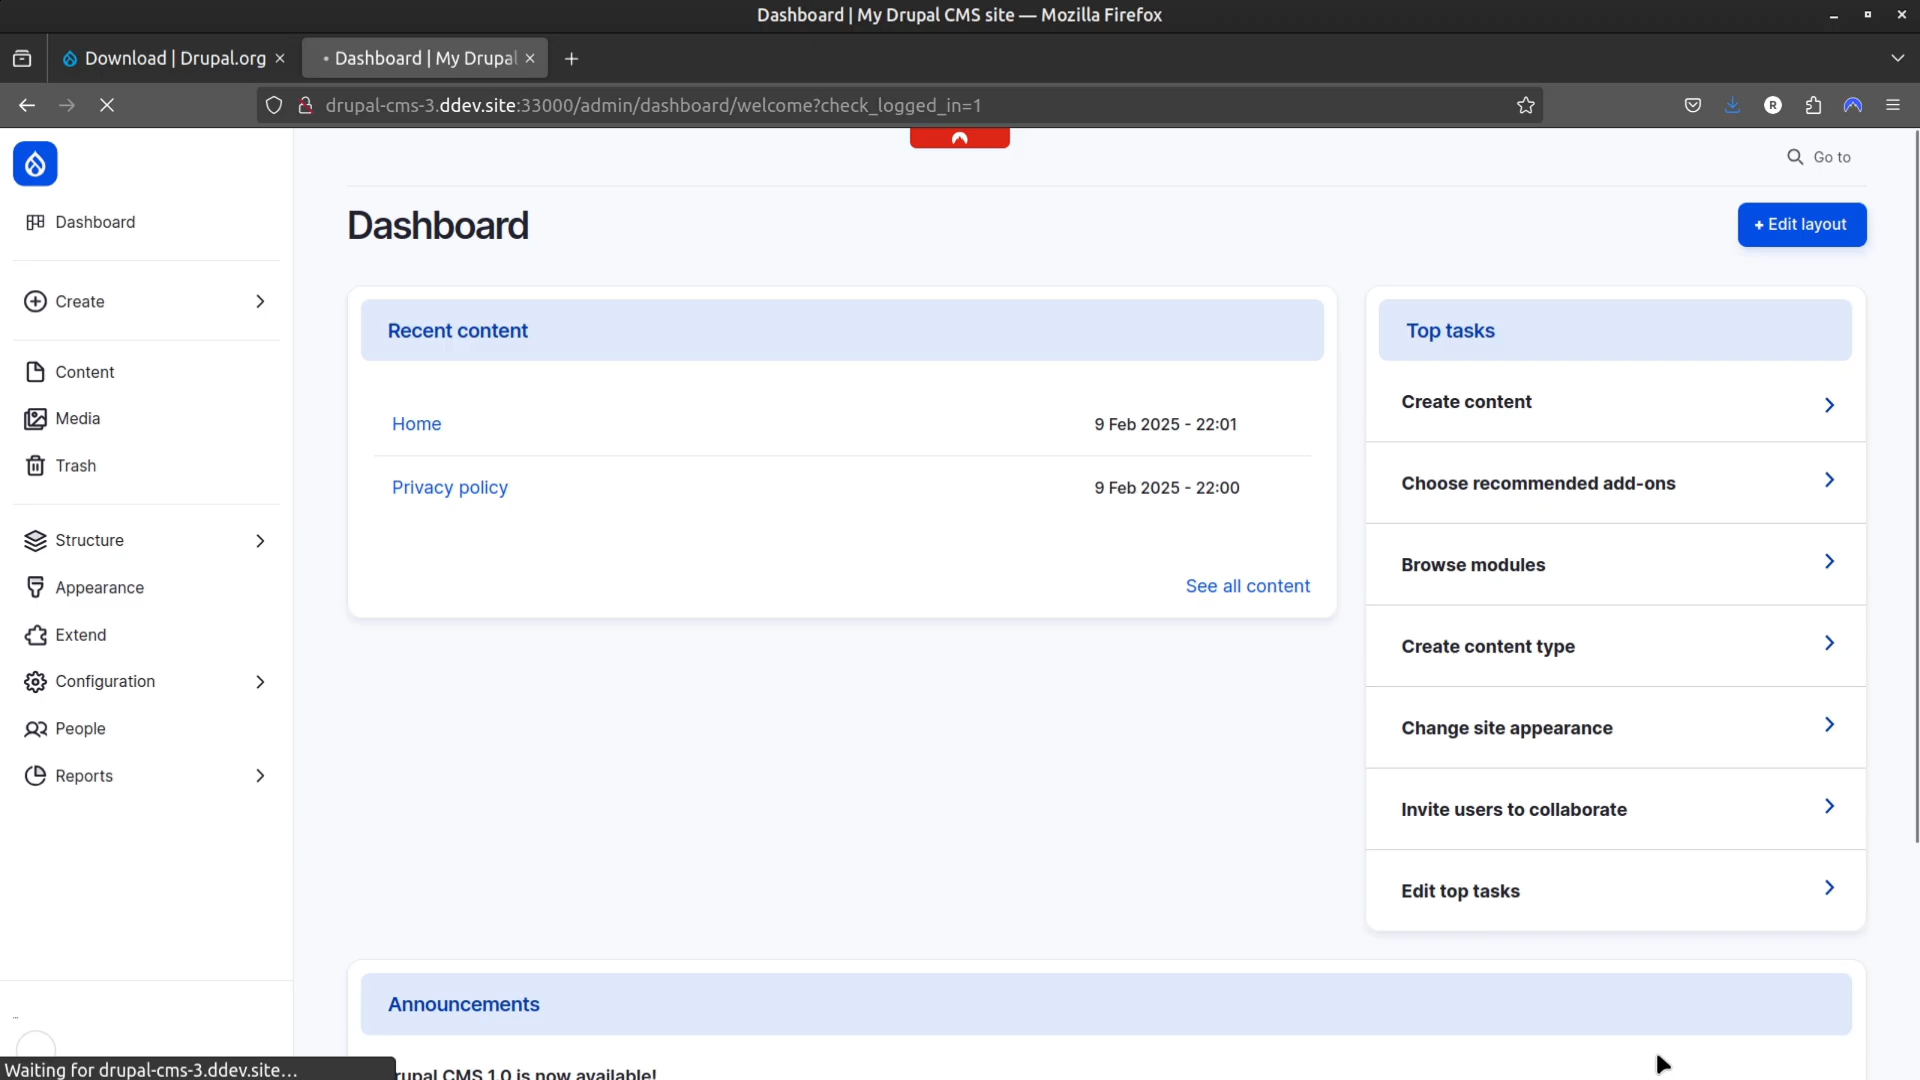 Dashboard | My Drupal CMS site — Mozilla Firefox
Download | Drupal.org
Dashboard | My Drupal
drupal-cms-3.ddev.site:33000/admin/dashboard/welcome?check_logged_in=1
R
Go to
Dashboard
Dashboard
+ Edit layout
Create
Content
Media
Trash
Structure
Appearance
Extend
Configuration
People
Reports
Recent content
Home
9 Feb 2025 - 22:01
Privacy policy
9 Feb 2025 - 22:00
See all content
Top tasks
Create content
Choose recommended add-ons
Browse modules
Create content type
Change site appearance
Invite users to collaborate
Edit top tasks
Announcements
rupal CMS 1.0 is now available!
Waiting for drupal-cms-3.ddev.site…